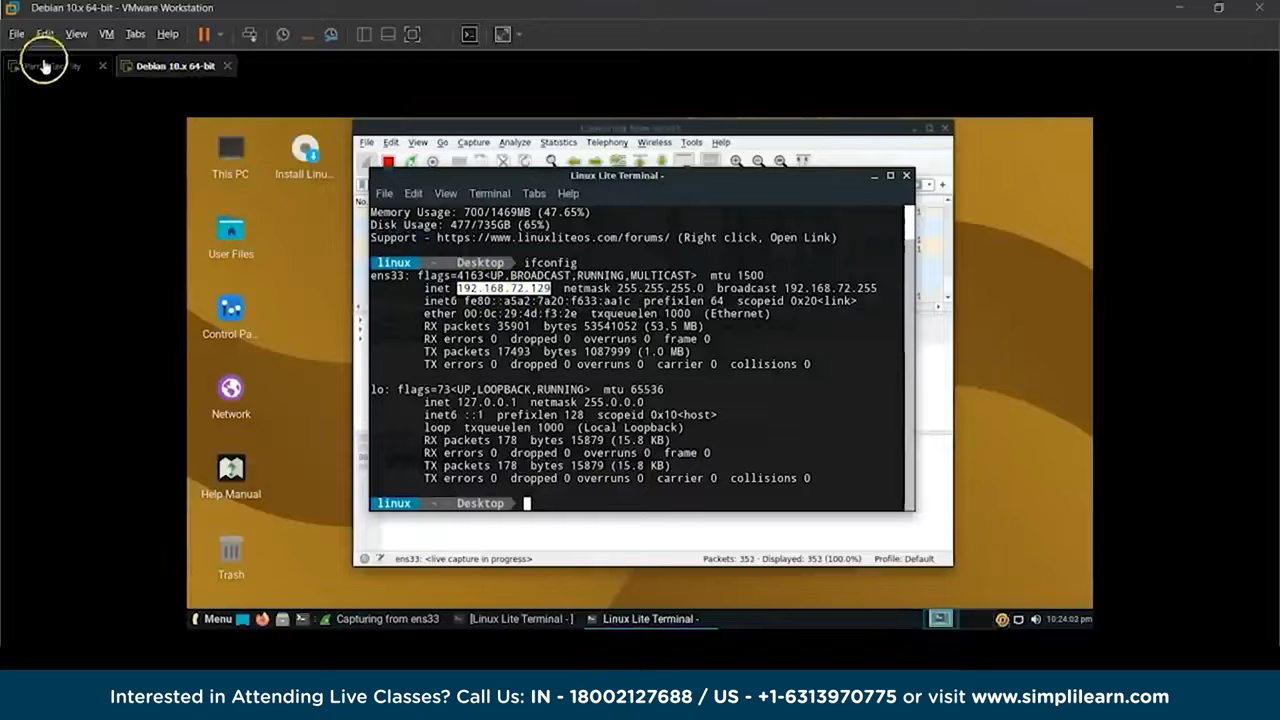 Debian 10.x 64-bit - VMware Workstation
File Edit View VM Tabs Help
Debian 10.x 64-bit
This PC
Install Linu...
User Files
Control Pa...
Network
Help Manual
Trash
File Edit View Go Capture Analyze Statistics Telephony Wireless Tools Help
No.
Linux Lite Terminal -
File Edit View Terminal Tabs Help
Memory Usage: 700/1469MB (47.65%)
Disk Usage: 477/735GB (65%)
Support - https://www.linuxliteos.com/forums/ (Right click, Open Link)
linux - Desktop ifconfig
ens33: flags=4163<UP,BROADCAST,RUNNING,MULTICAST> mtu 1500
inet 192.168.72.129 netmask 255.255.255.0 broadcast 192.168.72.255
inet6 fe80::a5a2:7a20:f633:aa1c prefixlen 64 scopeid 0x20<link>
ether 00:0c:29:4d:f3:2e txqueuelen 1000 (Ethernet)
RX packets 35901 bytes 53541052 (53.5 MB)
RX errors 0 dropped 0 overruns 0 frame 0
TX packets 17493 bytes 1087999 (1.0 MB)
TX errors 0 dropped 0 overruns 0 carrier 0 collisions 0
lo: flags=73<UP,LOOPBACK,RUNNING> mtu 65536
inet 127.0.0.1 netmask 255.0.0.0
inet6 ::1 prefixlen 128 scopeid 0x10<host>
loop txqueuelen 1000 (Local Loopback)
RX packets 178 bytes 15879 (15.8 KB)
RX errors 0 dropped 0 overruns 0 frame 0
TX packets 178 bytes 15879 (15.8 KB)
TX errors 0 dropped 0 overruns 0 carrier 0 collisions 0
linux - Desktop
ens33: <live capture in progress> Packets: 353 · Displayed: 353 (100.0%) Profile: Default
Menu Capturing from ens33 [Linux Lite Terminal - ] Linux Lite Terminal - 10:24:02 pm
Interested in Attending Live Classes? Call Us: IN - 18002127688 / US - +1-6313970775 or visit www.simplilearn.com